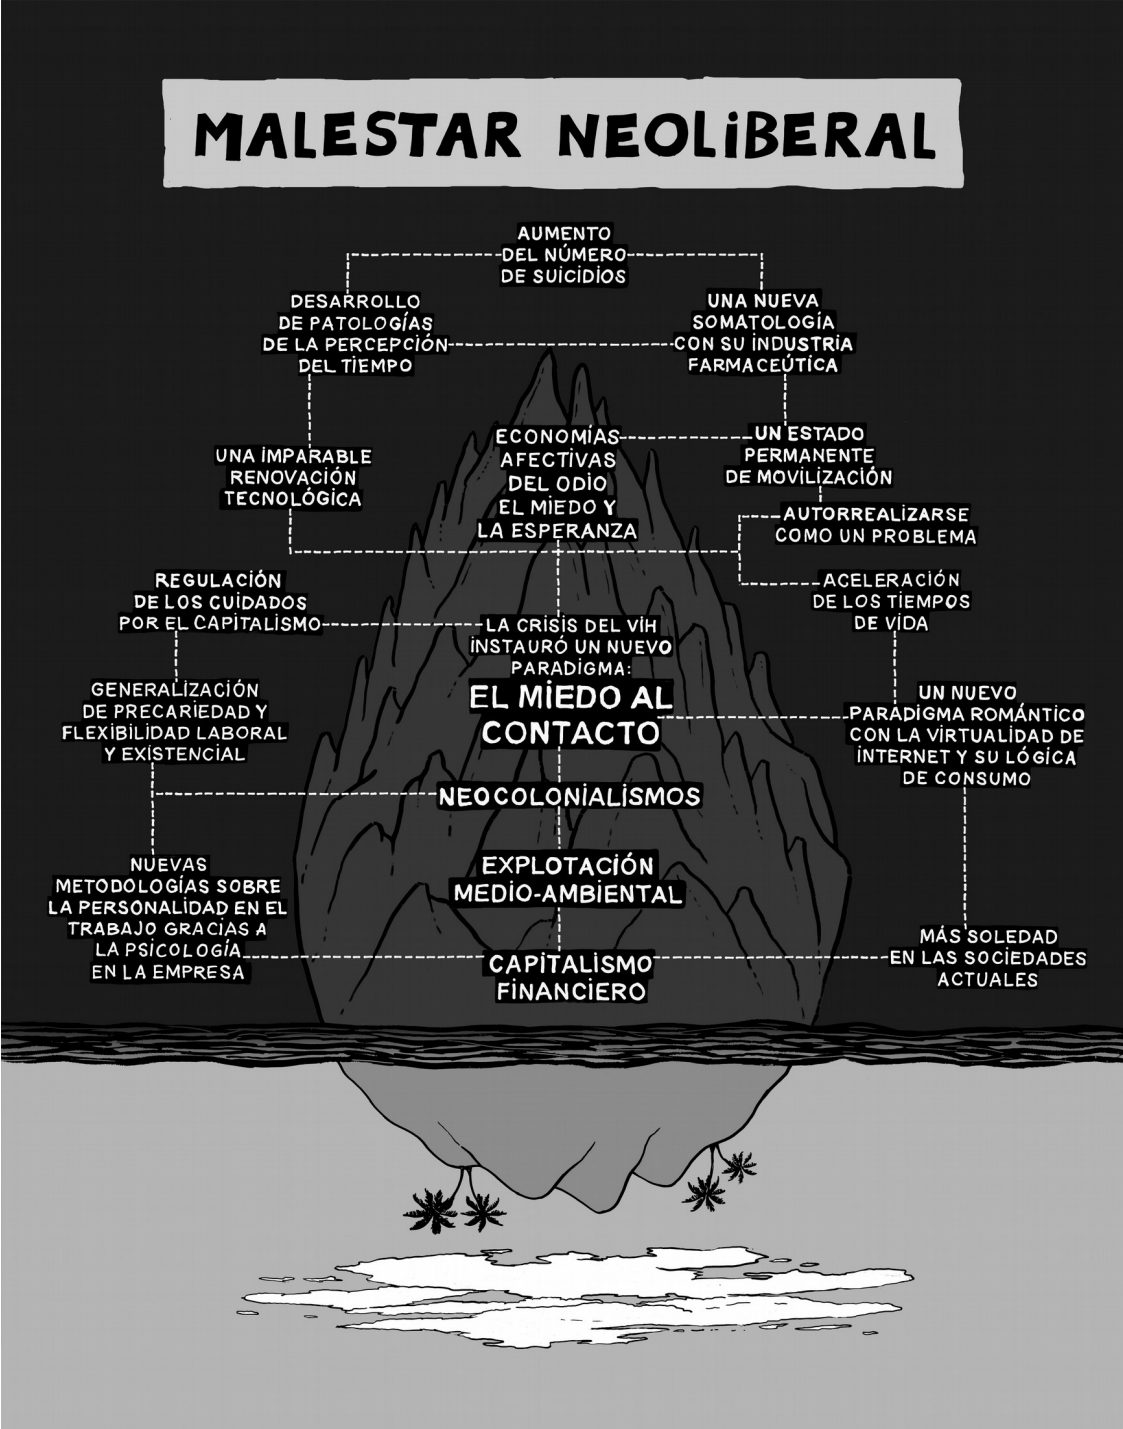 MALESTAR NEOLIBERAL
AUMENTO
DEL NÚMERO
DE SUICIDIOS
DESARROLLO
DE PATOLOGÍAS
DE LA PERCEPCIÓN
DEL TIEMPO
UNA NUEVA
SOMATOLOGÍA
CON SU INDUSTRIA
FARMACEÚTICA
ECONOMÍAS
AFECTIVAS
DEL ODIO
EL MIEDO Y
LA ESPERANZA
UN ESTADO
PERMANENTE
DE MOVILIZACIÓN
UNA IMPARABLE
RENOVACIÓN
TECNOLÓGICA
AUTORREALIZARSE
COMO UN PROBLEMA
REGULACIÓN
DE LOS CUIDADOS
POR EL CAPITALISMO
ACELERACIÓN
DE LOS TIEMPOS
DE VIDA
LA CRISIS DEL VIH
INSTAURÓ UN NUEVO
PARADIGMA:
EL MIEDO AL
CONTACTO
GENERALIZACIÓN
DE PRECARIEDAD Y
FLEXIBILIDAD LABORAL
Y EXISTENCIAL
UN NUEVO
PARADIGMA ROMÁNTICO
CON LA VIRTUALIDAD DE
INTERNET Y SU LÓGICA
DE CONSUMO
NEOCOLONIALISMOS
EXPLOTACIÓN
MEDIO-AMBIENTAL
NUEVAS
METODOLOGÍAS SOBRE
LA PERSONALIDAD EN EL
TRABAJO GRACIAS A
LA PSICOLOGÍA
EN LA EMPRESA
CAPITALISMO
FINANCIERO
MÁS SOLEDAD
EN LAS SOCIEDADES
ACTUALES